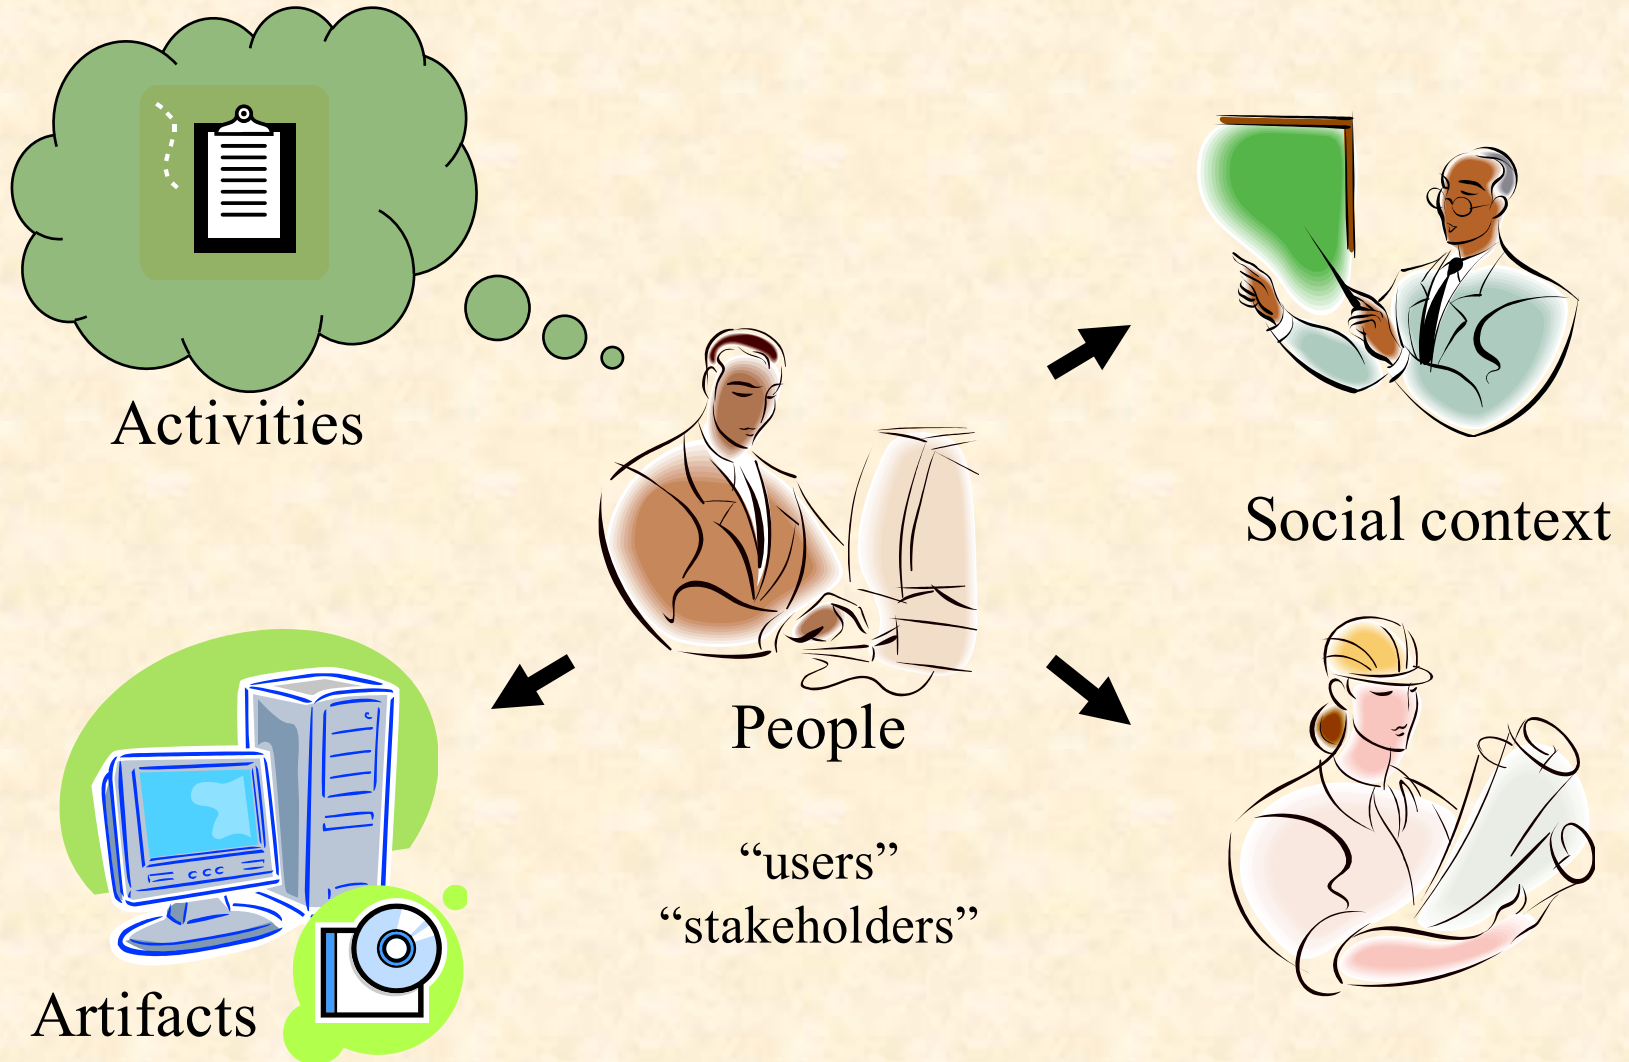 Activities
Social context
People
“users”
“stakeholders”
Artifacts